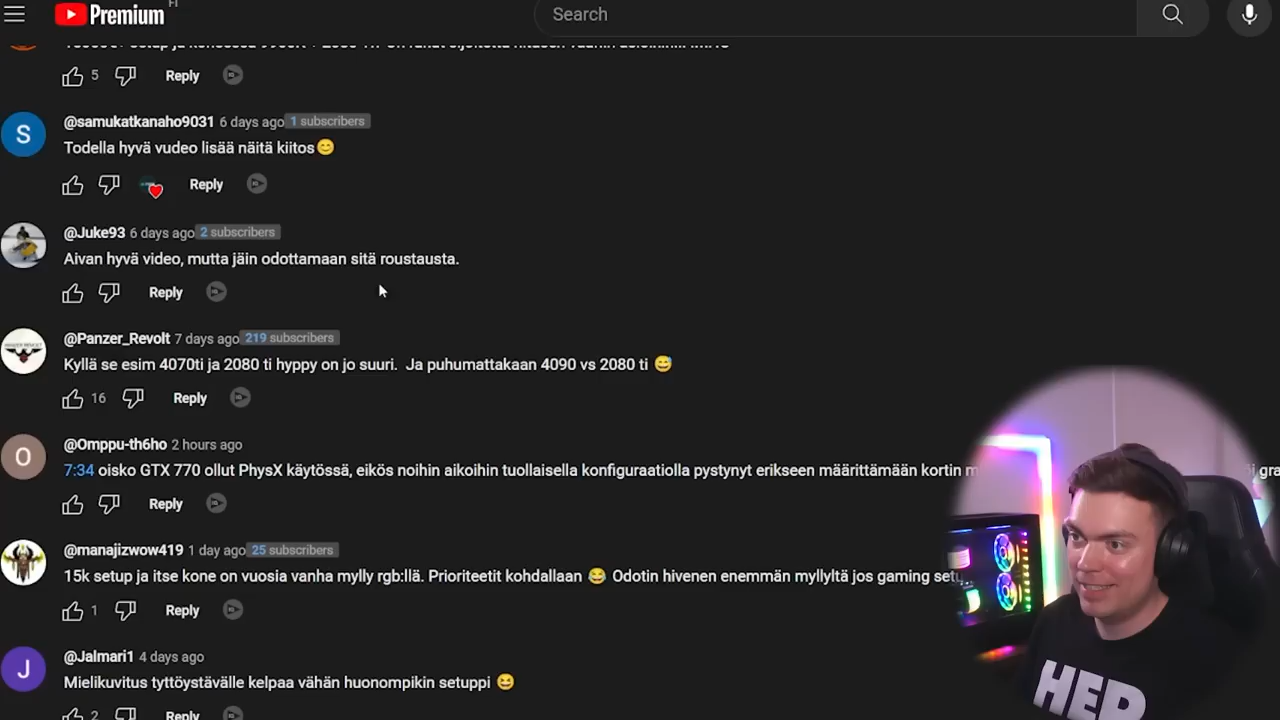 Premium FI
Search
5
Reply
@samukatkanaho9031 6 days ago 1 subscribers
Todella hyvä vudeo lisää näitä kiitos😊
Reply
@Juke93 6 days ago 2 subscribers
Aivan hyvä video, mutta jäin odottamaan sitä roustausta.
Reply
@Panzer_Revolt 7 days ago 219 subscribers
Kyllä se esim 4070ti ja 2080 ti hyppy on jo suuri. Ja puhumattakaan 4090 vs 2080 ti 😅
16 Reply
@Omppu-th6ho 2 hours ago
7:34 oisko GTX 770 ollut PhysX käytössä, eikös noihin aikoihin tuollaisella konfiguraatiolla pystynyt erikseen määrittämään kortin
Reply
@manajizwow419 1 day ago 25 subscribers
15k setup ja itse kone on vuosia vanha mylly rgb:llä. Prioriteetit kohdallaan 😂 Odotin hivenen enemmän myllyltä jos gaming
1 Reply
@Jalmari1 4 days ago
Mielikuvitus tyttöystävälle kelpaa vähän huonompikin setuppi 😆
2 Reply